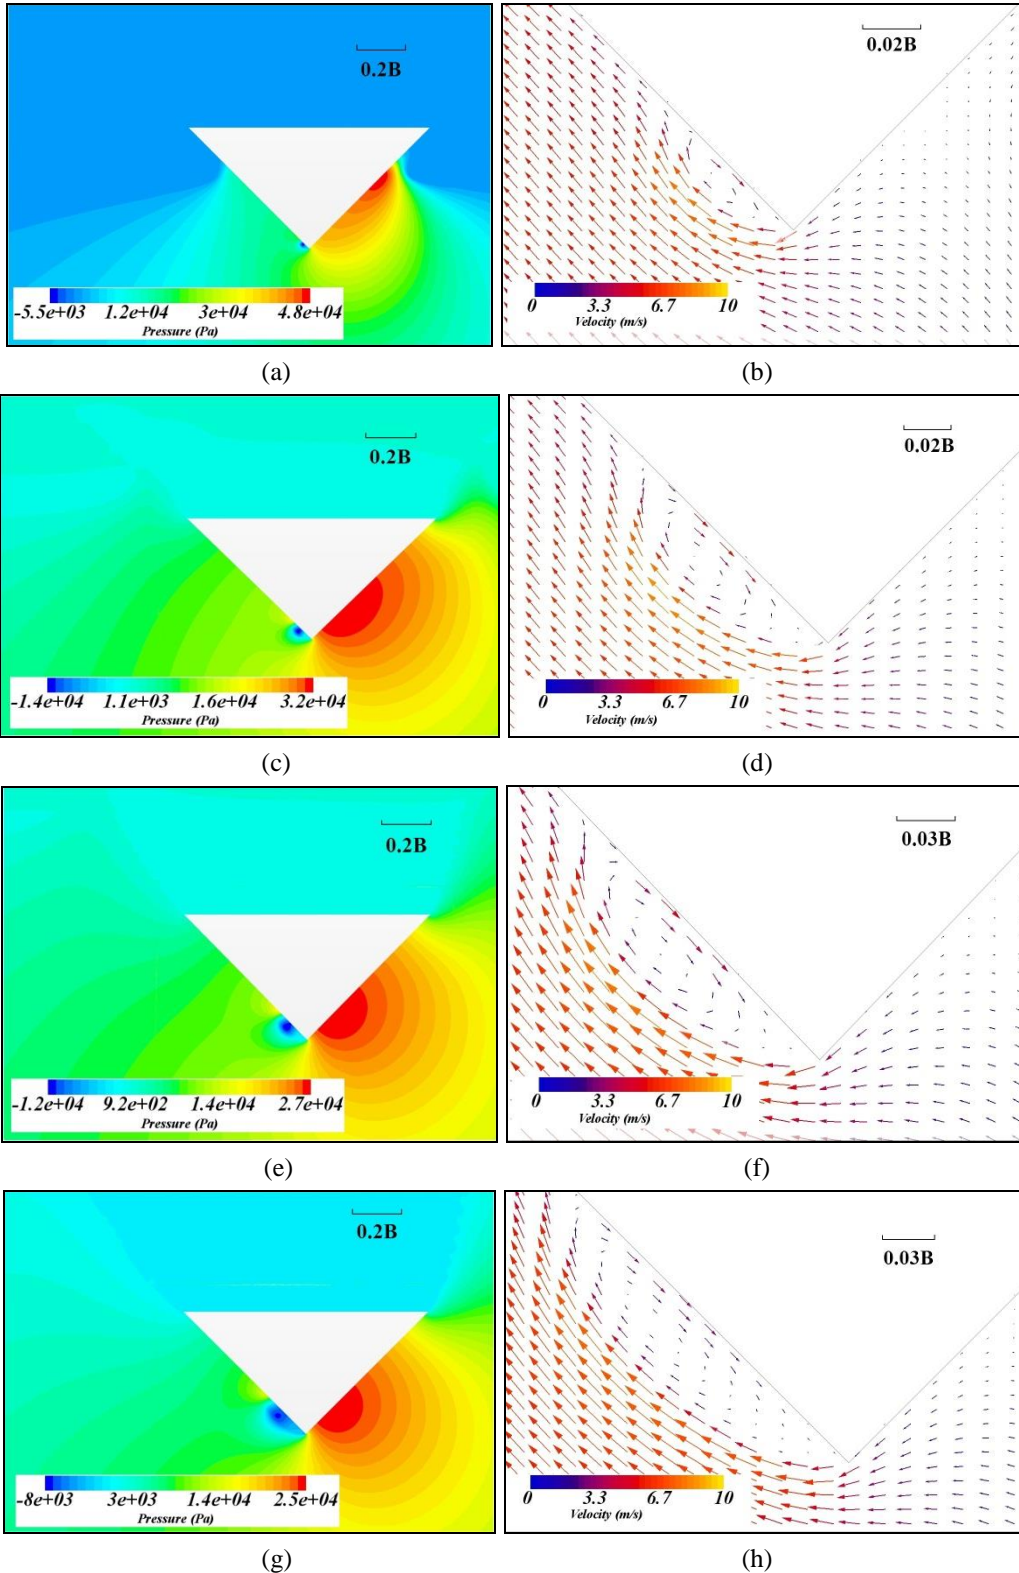 0.2B
-5.5e+03 1.2e+04 3e+04 4.8e+04
Pressure (Pa)
(a)
0.02B
0 3.3 6.7 10
Velocity (m/s)
(b)
0.2B
-1.4e+04 1.1e+03 1.6e+04 3.2e+04
Pressure (Pa)
(c)
0.02B
0 3.3 6.7 10
Velocity (m/s)
(d)
0.2B
-1.2e+04 9.2e+02 1.4e+04 2.7e+04
Pressure (Pa)
(e)
0.03B
0 3.3 6.7 10
Velocity (m/s)
(f)
0.2B
-8e+03 3e+03 1.4e+04 2.5e+04
Pressure (Pa)
(g)
0.03B
0 3.3 6.7 10
Velocity (m/s)
(h)